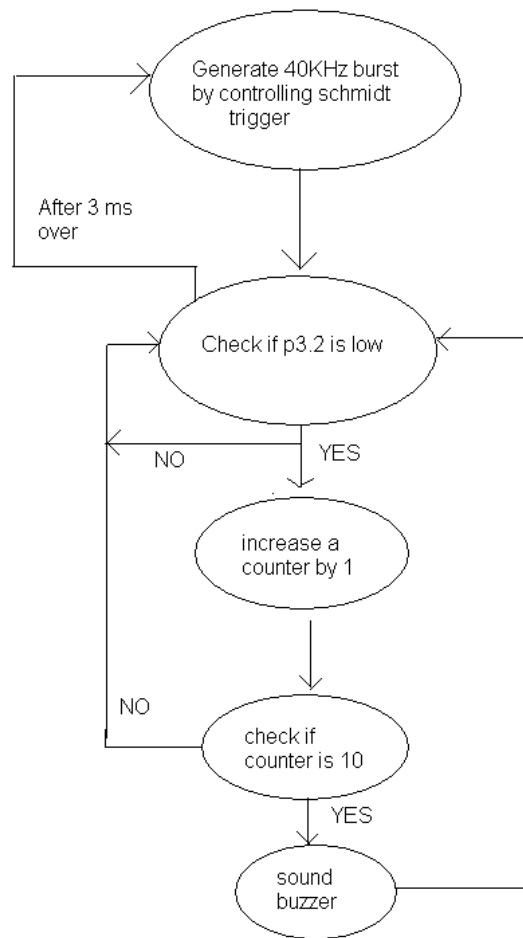 Generate 40KHz burst
by controlling schmidt
trigger
After 3 ms
over
Check if p3.2 is low
NO
YES
increase a
counter by 1
NO
check if
counter is 10
YES
sound
buzzer